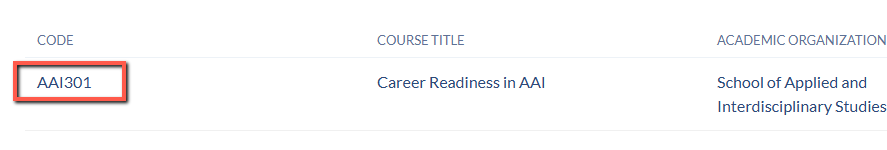 CODE COURSE TITLE ACADEMIC ORGANIZATION
AAI301 Career Readiness in AAI School of Applied and
Interdisciplinary Studies